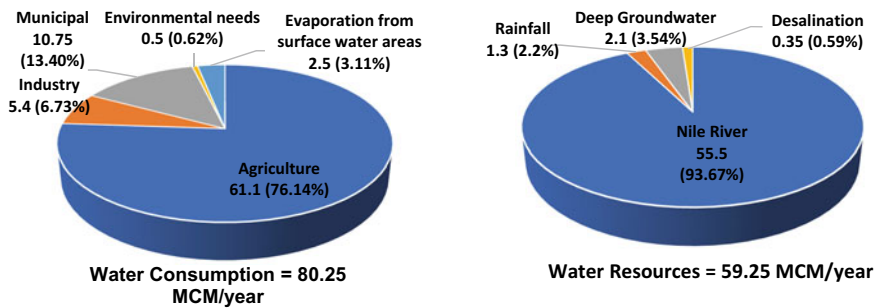 Municipal
10.75
(13.40%)
Environmental needs
0.5 (0.62%)
Evaporation from
surface water areas
2.5 (3.11%)
Industry
5.4 (6.73%)
Agriculture
61.1 (76.14%)
Water Consumption = 80.25
MCM/year
Rainfall
1.3 (2.2%)
Deep Groundwater
2.1 (3.54%)
Desalination
0.35 (0.59%)
Nile River
55.5
(93.67%)
Water Resources = 59.25 MCM/year